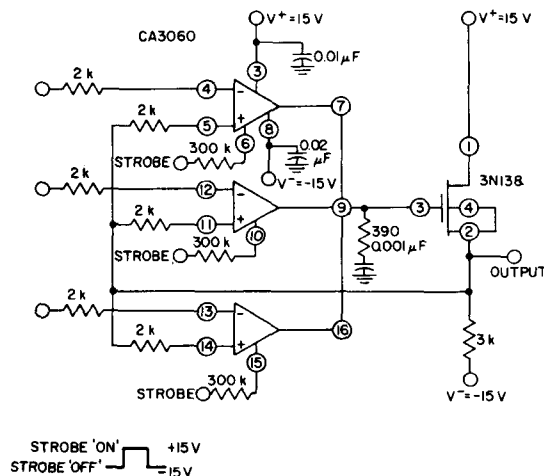 V⁺=15 V
V⁺=15 V
CA3060
0.01 µF
3
2 k
4
−
7
2 k
5
+
6
8
1
300 k
STROBE
0.02 µF
V⁻=-15 V
3N138
2 k
12
−
9
3
4
2 k
11
+
10
2
300 k
STROBE
390
0.001 µF
OUTPUT
2 k
13
−
16
2 k
14
+
15
3 k
300 k
STROBE
V⁻=-15 V
STROBE 'ON' +15 V
STROBE 'OFF' -15 V